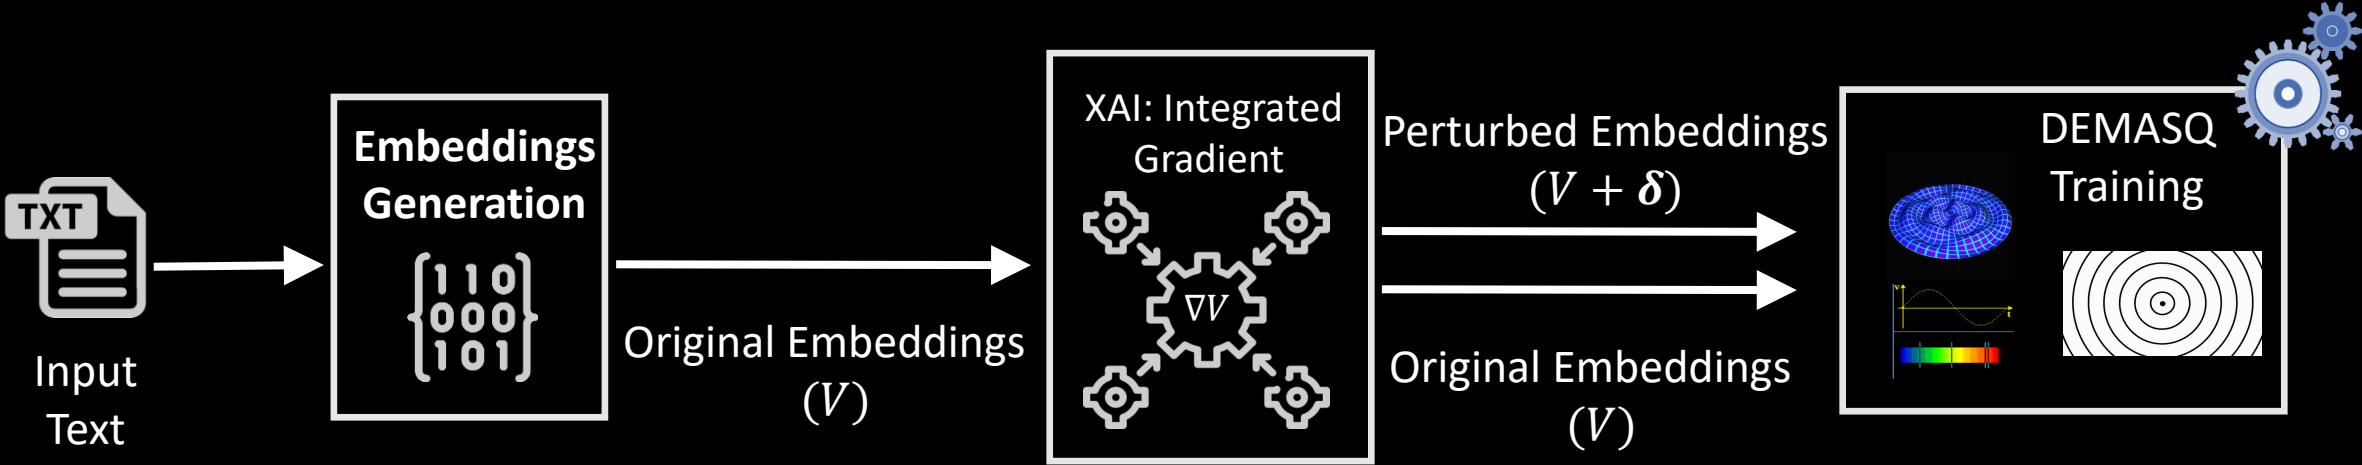 TXT
Input
Text
Embeddings
Generation
1 1 0
0 0 0
1 0 1
Original Embeddings
(V)
XAI: Integrated
Gradient
∇V
Perturbed Embeddings
(V + δ)
Original Embeddings
(V)
DEMASQ
Training
v
t